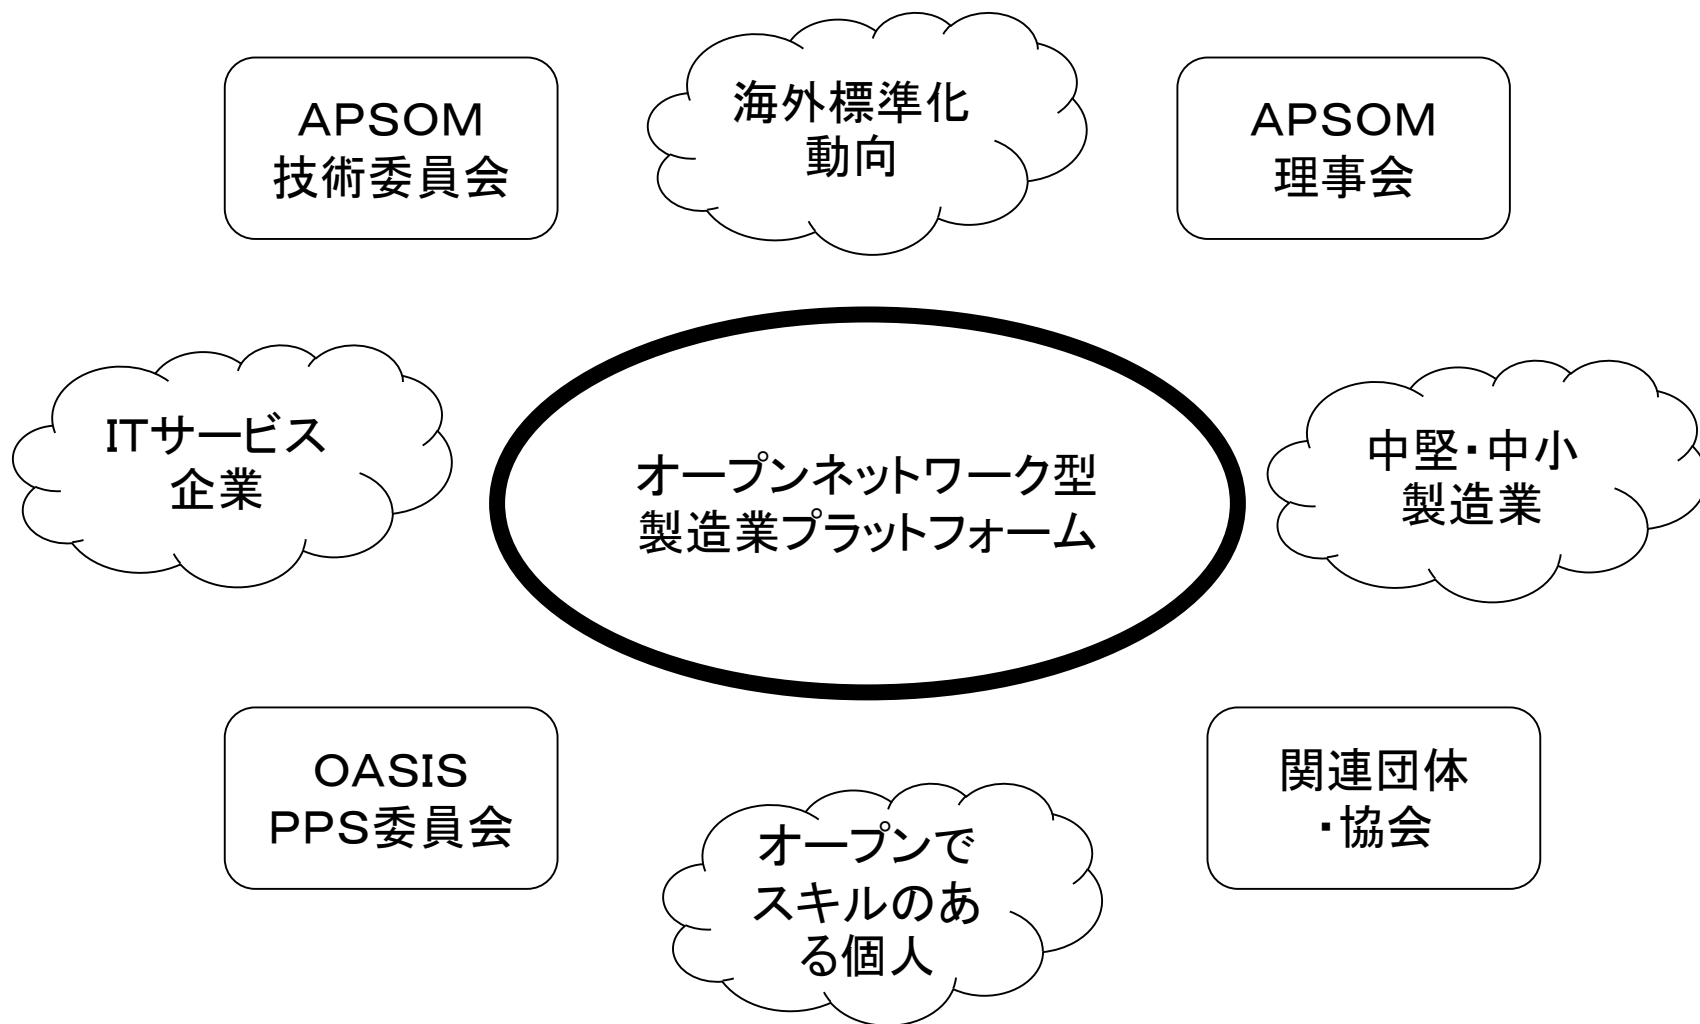 APSOM
技術委員会
海外標準化
動向
APSOM
理事会
ITサービス
企業
オープンネットワーク型
製造業プラットフォーム
中堅・中小
製造業
OASIS
PPS委員会
オープンで
スキルのあ
る個人
関連団体
・協会